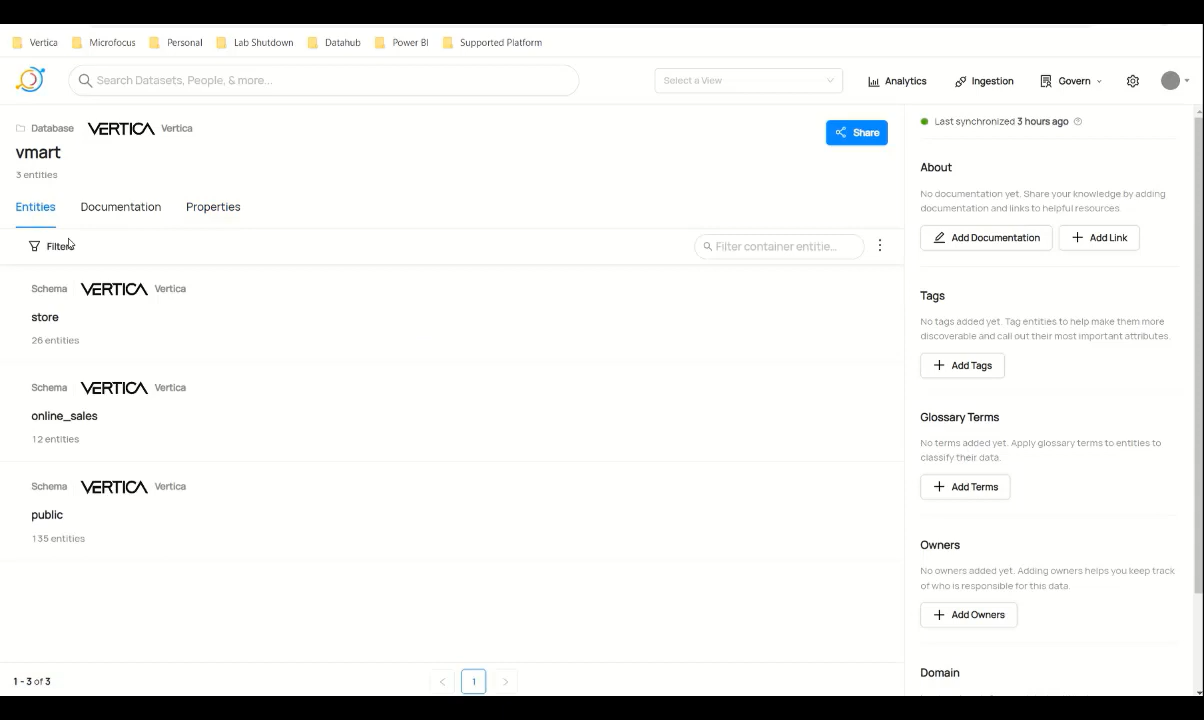 Vertica Microfocus Personal Lab Shutdown Datahub Power BI Supported Platform
Search Datasets, People, & more...
Select a View
Analytics
Ingestion
Govern
Database VERTICA Vertica
vmart
3 entities
Share
Entities Documentation Properties
Filter
Filter container entitie...
Schema VERTICA Vertica
store
26 entities
Schema VERTICA Vertica
online_sales
12 entities
Schema VERTICA Vertica
public
135 entities
1 - 3 of 3
1
Last synchronized 3 hours ago
About
No documentation yet. Share your knowledge by adding
documentation and links to helpful resources.
Add Documentation
Add Link
Tags
No tags added yet. Tag entities to help make them more
discoverable and call out their most important attributes.
Add Tags
Glossary Terms
No terms added yet. Apply glossary terms to entities to
classify their data.
Add Terms
Owners
No owners added yet. Adding owners helps you keep track
of who is responsible for this data.
Add Owners
Domain